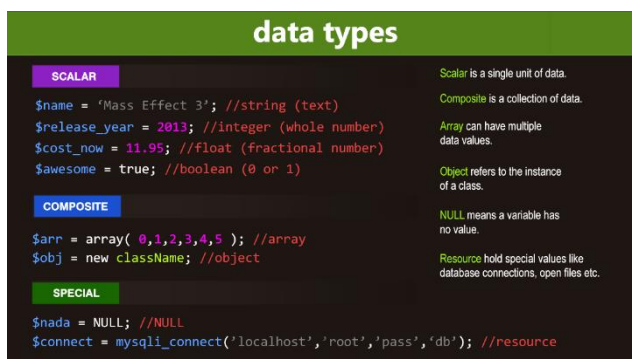 data types
SCALAR
$name = ‘Mass Effect 3’; //string (text)
$release_year = 2013; //integer (whole number)
$cost_now = 11.95; //float (fractional number)
$awesome = true; //boolean (0 or 1)
COMPOSITE
$arr = array( 0,1,2,3,4,5 ); //array
$obj = new className; //object
SPECIAL
$nada = NULL; //NULL
$connect = mysqli_connect(’localhost’,’root’,’pass’,‘db’); //resource
Scalar is a single unit of data.
Composite is a collection of data.
Array can have multiple
data values.
Object refers to the instance
of a class.
NULL means a variable has
no value.
Resource hold special values like
database connections, open files etc.